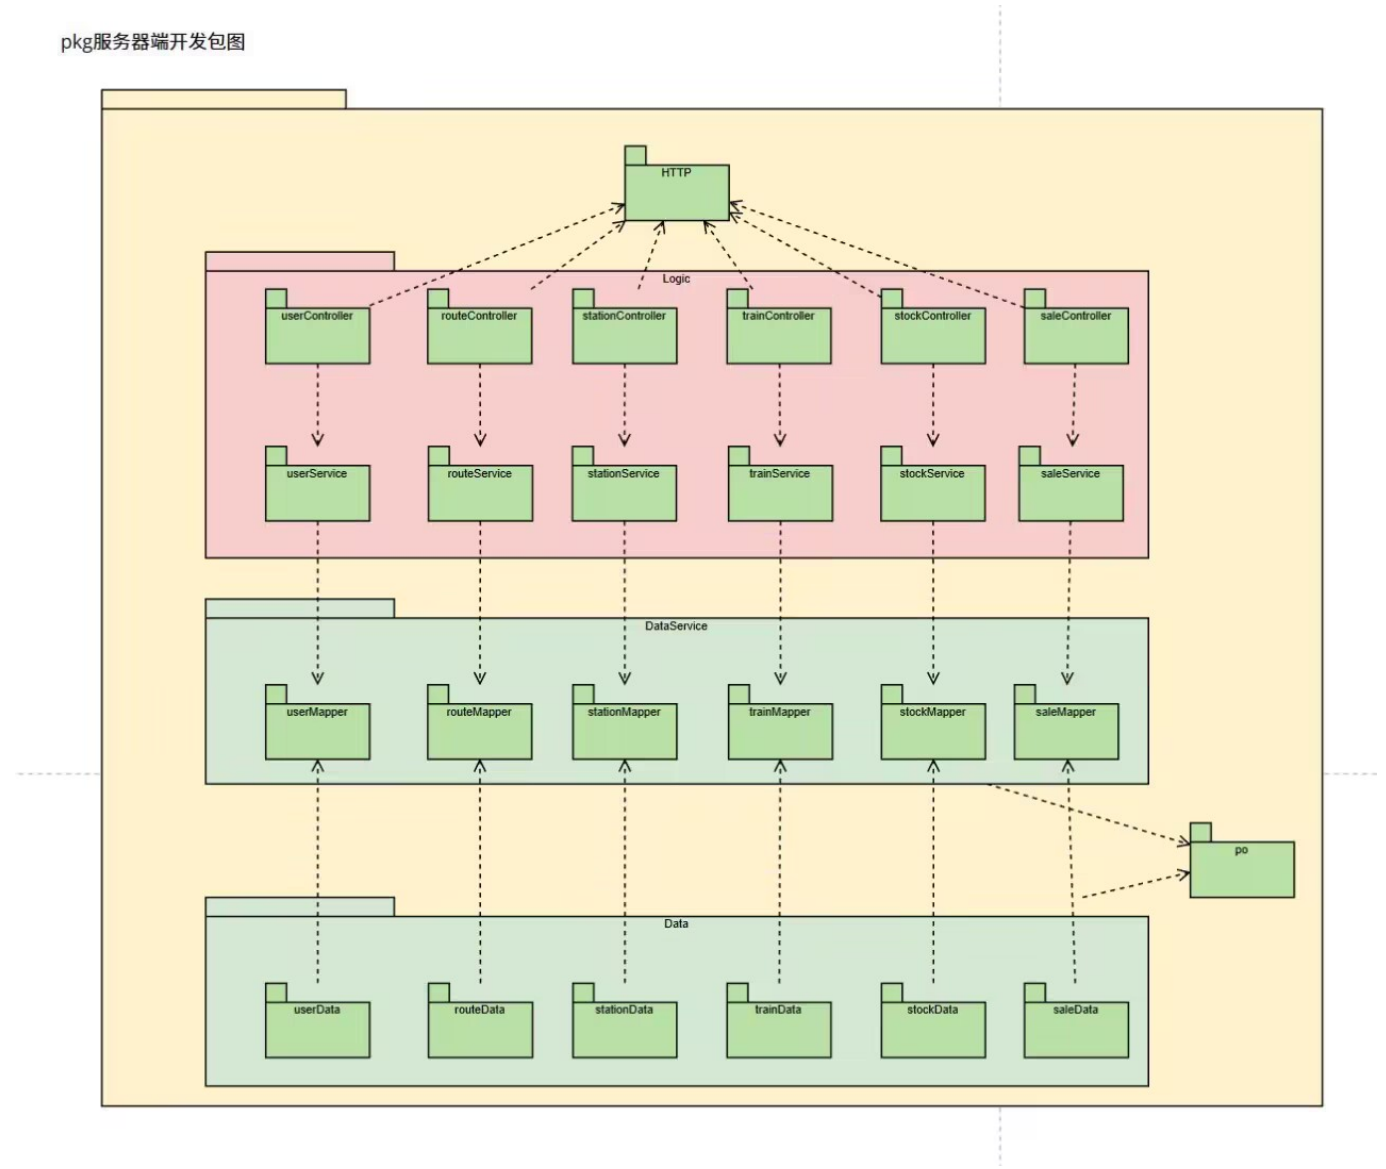 pkg服务器端开发包图
HTTP
Logic
userController
routeController
stationController
trainController
stockController
saleController
userService
routeService
stationService
trainService
stockService
saleService
DataService
userMapper
routeMapper
stationMapper
trainMapper
stockMapper
saleMapper
po
Data
userData
routeData
stationData
trainData
stockData
saleData